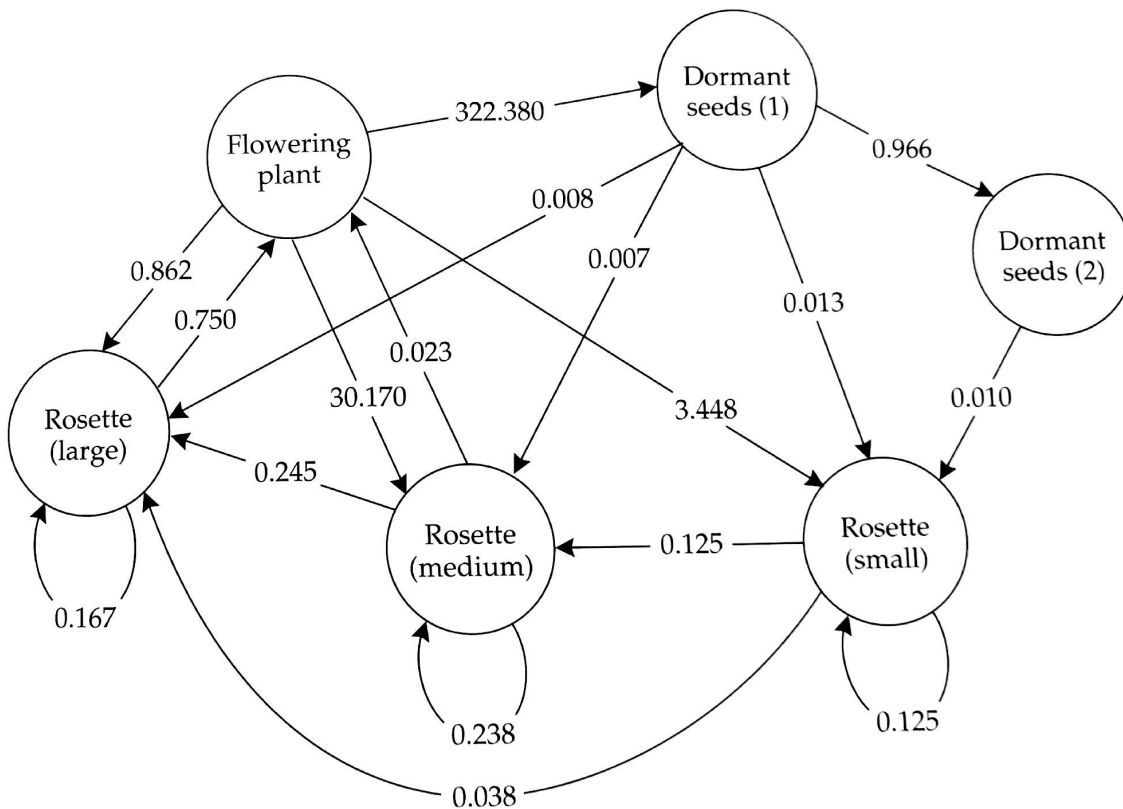 Dormant
seeds (1)
322.380
Flowering
plant
0.966
0.008
Dormant
seeds (2)
0.862
0.007
0.013
0.750
0.023
30.170
3.448
0.010
Rosette
(large)
0.245
Rosette
(medium)
0.125
Rosette
(small)
0.167
0.238
0.125
0.038